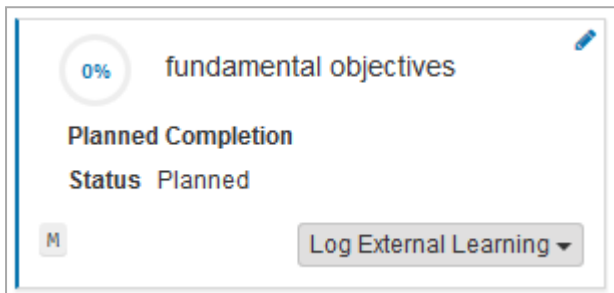 0% fundamental objectives
Planned Completion
Status Planned
M Log External Learning